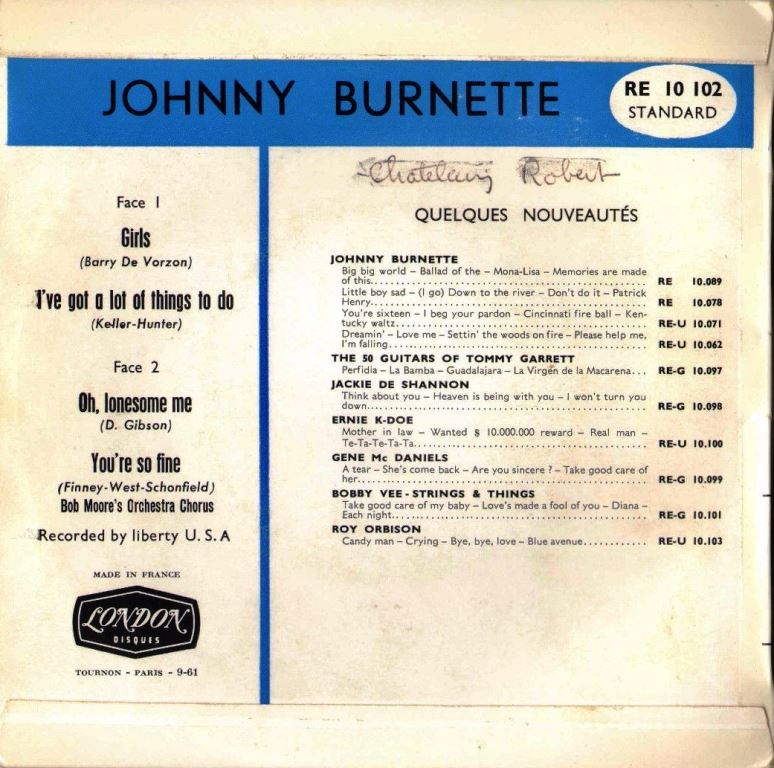 JOHNNY BURNETTE
RE 10 102
STANDARD
Face 1
Girls
(Barry De Vorzon)
I've got a lot of things to do
(Keller-Hunter)
Face 2
Oh, lonesome me
(D. Gibson)
You're so fine
(Finney-West-Schonfield)
Bob Moore's Orchestra Chorus
Recorded by liberty U. S. A
MADE IN FRANCE
LONDON
DISQUES
TOURNON - PARIS - 9-61
Robert
QUELQUES NOUVEAUTÉS
JOHNNY BURNETTE
Big big world – Ballad of the – Mona-Lisa – Memories are made
of this........ RE 10.089
Little boy sad – (I go) Down to the river – Don't do it – Patrick
Henry........ RE 10.078
You're sixteen – I beg your pardon – Cincinnati fire ball – Ken-
tucky waltz........ RE-U 10.071
Dreamin' – Love me – Settin' the woods on fire – Please help me,
I'm falling........ RE-U 10.062
THE 50 GUITARS OF TOMMY GARRETT
Perfidia – La Bamba – Guadalajara – La Virgen de la Macarena... RE-G 10.097
JACKIE DE SHANNON
Think about you – Heaven is being with you – I won't turn you
down........ RE-G 10.098
ERNIE K-DOE
Mother in law – Wanted $ 10.000.000 reward – Real man –
Te-Ta-Te-Ta-Ta........ RE-U 10.100
GENE Mc DANIELS
A tear – She's come back – Are you sincere ? – Take good care of
her........ RE-G 10.099
BOBBY VEE - STRINGS & THINGS
Take good care of my baby – Love's made a fool of you – Diana –
Each night........ RE-G 10.101
ROY ORBISON
Candy man – Crying – Bye, bye, love – Blue avenue........ RE-U 10.103